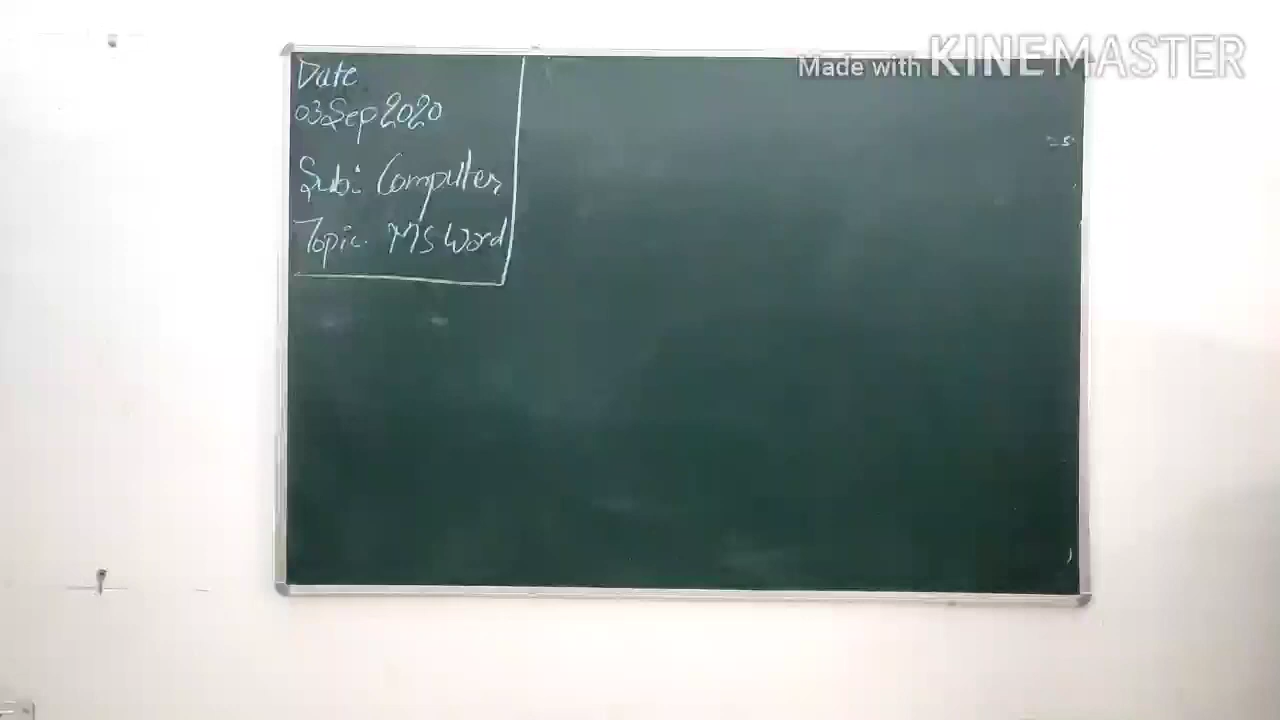 Made with KINEMASTER
Date
03 Sep 2020
Sub: Computer
Topic. MS Word